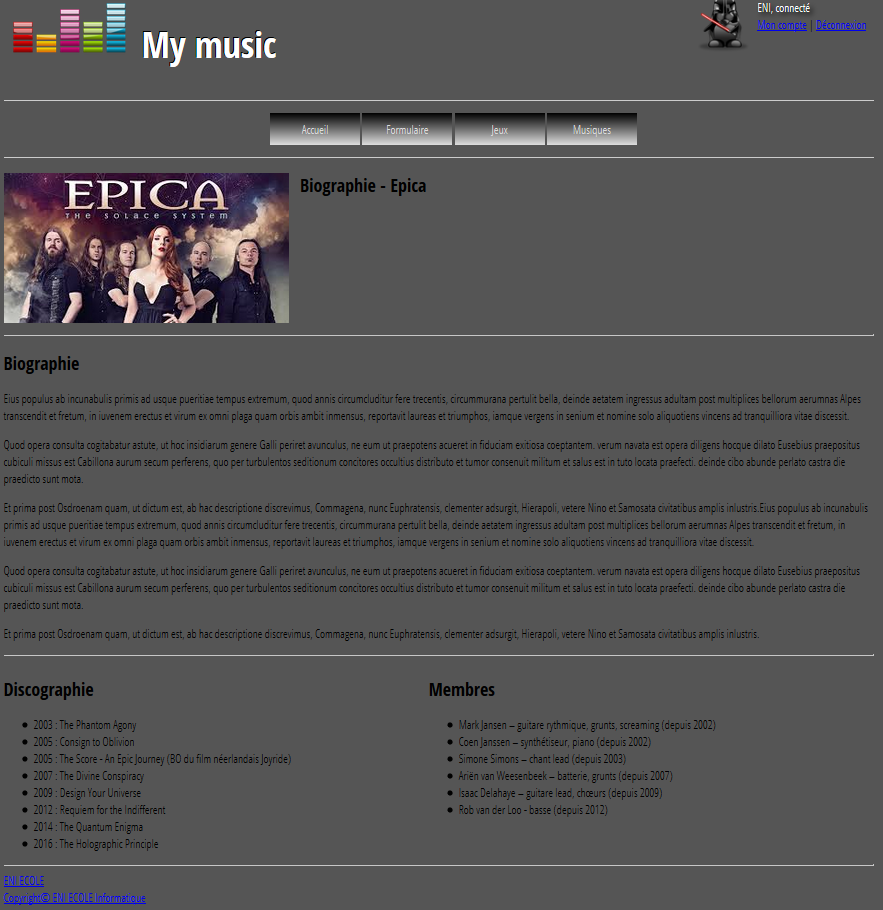 My music
ENI, connecté
Mon compte | Déconnexion
Accueil
Formulaire
Jeux
Musiques
EPICA
THE SOLACE SYSTEM
Biographie - Epica
Biographie
Eius populus ab incunabulis primis ad usque pueritiae tempus extremum, quod annis circumcluditur fere trecentis, circummurana pertulit bella, deinde aetatem ingressus adultam post multiplices bellorum aerumnas Alpes
transcendit et fretum, in iuvenem erectus et virum ex omni plaga quam orbis ambit inmensus, reportavit laureas et triumphos, iamque vergens in senium et nomine solo aliquotiens vincens ad tranquilliora vitae discessit.
Quod opera consulta cogitabatur astute, ut hoc insidiarum genere Galli periret avunculus, ne eum ut praepotens acueret in fiduciam exitiosa coeptantem. verum navata est opera diligens hocque dilato Eusebius praepositus
cubiculi missus est Cabillona aurum secum perferens, quo per turbulentos seditionum concitores occultius distributo et tumor consenuit militum et salus est in tuto locata praefecti. deinde cibo abunde perlato castra die
praedicto sunt mota.
Et prima post Osdroenam quam, ut dictum est, ab hac descriptione discrevimus, Commagena, nunc Euphratensis, clementer adsurgit, Hierapoli, vetere Nino et Samosata civitatibus amplis inlustris.Eius populus ab incunabulis
primis ad usque pueritiae tempus extremum, quod annis circumcluditur fere trecentis, circummurana pertulit bella, deinde aetatem ingressus adultam post multiplices bellorum aerumnas Alpes transcendit et fretum, in
iuvenem erectus et virum ex omni plaga quam orbis ambit inmensus, reportavit laureas et triumphos, iamque vergens in senium et nomine solo aliquotiens vincens ad tranquilliora vitae discessit.
Quod opera consulta cogitabatur astute, ut hoc insidiarum genere Galli periret avunculus, ne eum ut praepotens acueret in fiduciam exitiosa coeptantem. verum navata est opera diligens hocque dilato Eusebius praepositus
cubiculi missus est Cabillona aurum secum perferens, quo per turbulentos seditionum concitores occultius distributo et tumor consenuit militum et salus est in tuto locata praefecti. deinde cibo abunde perlato castra die
praedicto sunt mota.
Et prima post Osdroenam quam, ut dictum est, ab hac descriptione discrevimus, Commagena, nunc Euphratensis, clementer adsurgit, Hierapoli, vetere Nino et Samosata civitatibus amplis inlustris.
Discographie
2003 : The Phantom Agony
2005 : Consign to Oblivion
2005 : The Score - An Epic Journey (BO du film néerlandais Joyride)
2007 : The Divine Conspiracy
2009 : Design Your Universe
2012 : Requiem for the Indifferent
2014 : The Quantum Enigma
2016 : The Holographic Principle
Membres
Mark Jansen – guitare rythmique, grunts, screaming (depuis 2002)
Coen Janssen – synthétiseur, piano (depuis 2002)
Simone Simons – chant lead (depuis 2003)
Ariën van Weesenbeek – batterie, grunts (depuis 2007)
Isaac Delahaye – guitare lead, chœurs (depuis 2009)
Rob van der Loo - basse (depuis 2012)
ENI ECOLE
Copyright© ENI ECOLE Informatique